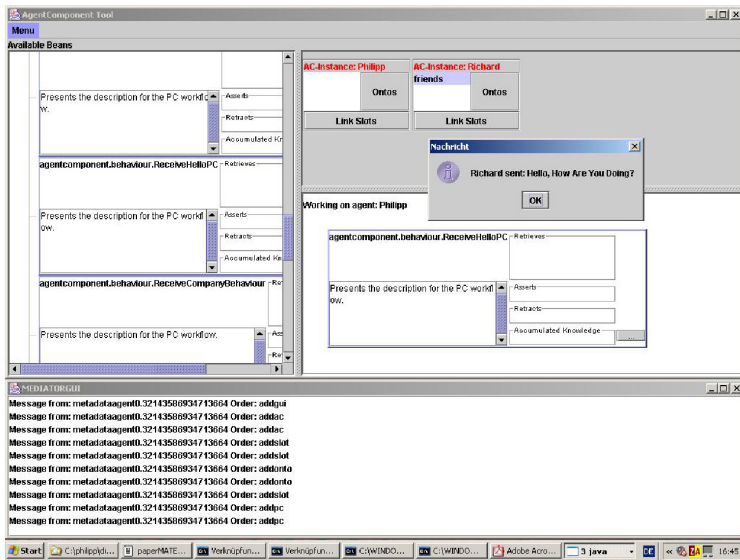 AgentComponent Tool
Menu
Available Beans
Presents the description for the PC workflo
w.
Asserts
Retracts
Accumulated Kr
agentcomponent.behaviour.ReceiveHelloPC
Retrieves
Presents the description for the PC workfl
ow.
Asserts
Retracts
Accumulated Kn
agentcomponent.behaviour.ReceiveCompanyBehaviour
Ret
Presents the description for the PC workflow.
Ass
Re
AC-Instance: Philipp
Ontos
Link Slots
AC-Instance: Richard
friends
Ontos
Link Slots
Nachricht
Richard sent: Hello, How Are You Doing?
OK
Working on agent: Philipp
agentcomponent.behaviour.ReceiveHelloPC
Retrieves
Presents the description for the PC workfl
ow.
Asserts
Retracts
Accumulated Knowledge
...
MEDIATORGUI
Message from: metadataagent0.32143586934713664 Order: addgui
Message from: metadataagent0.32143586934713664 Order: addac
Message from: metadataagent0.32143586934713664 Order: addac
Message from: metadataagent0.32143586934713664 Order: addslot
Message from: metadataagent0.32143586934713664 Order: addslot
Message from: metadataagent0.32143586934713664 Order: addonto
Message from: metadataagent0.32143586934713664 Order: addonto
Message from: metadataagent0.32143586934713664 Order: addslot
Message from: metadataagent0.32143586934713664 Order: addpc
Message from: metadataagent0.32143586934713664 Order: addpc
Start
C:\philipp\di...
paperMATE...
Verknüpfun...
Verknüpfun...
C:\WINDO...
C:\WINDO...
Adobe Acro...
3 java
DE
16:45